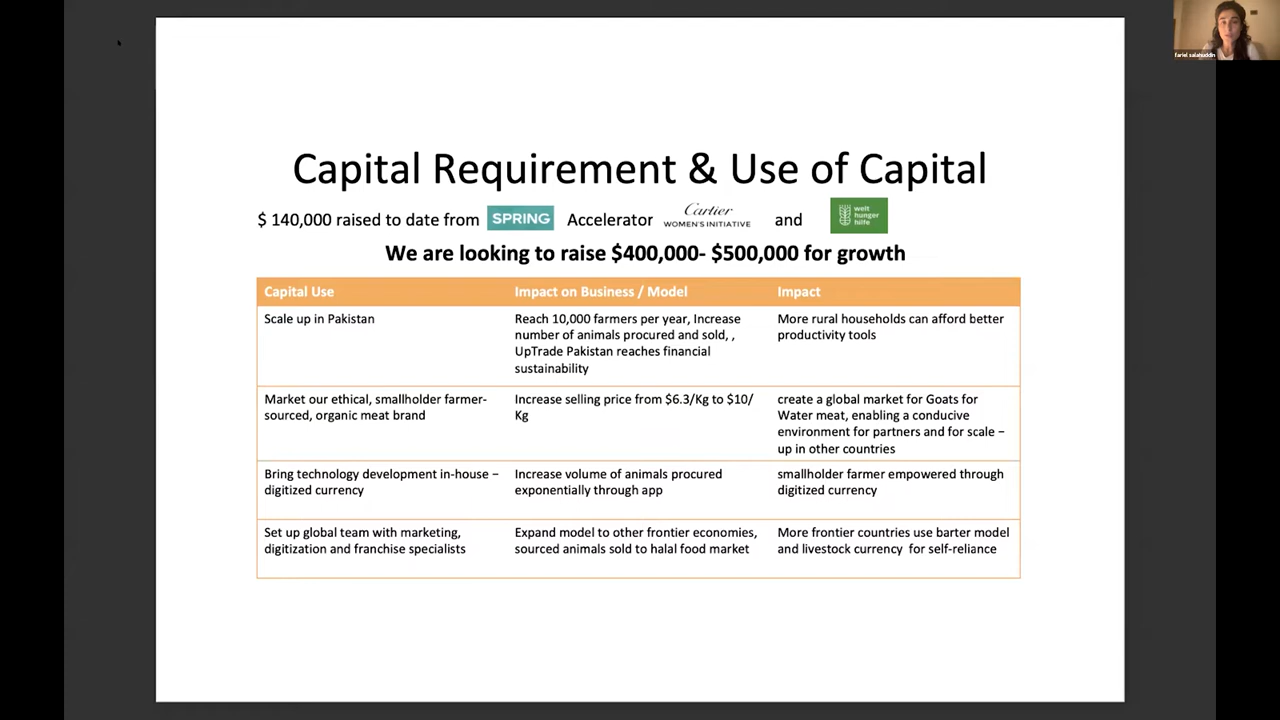 fariel salahuddin
Capital Requirement & Use of Capital
$ 140,000 raised to date from SPRING Accelerator Cartier WOMEN'S INITIATIVE and welt hunger hilfe
We are looking to raise $400,000- $500,000 for growth
Capital Use Impact on Business / Model Impact
Scale up in Pakistan
Reach 10,000 farmers per year, Increase
number of animals procured and sold, ,
UpTrade Pakistan reaches financial
sustainability
More rural households can afford better
productivity tools
Market our ethical, smallholder farmer-
sourced, organic meat brand
Increase selling price from $6.3/Kg to $10/
Kg
create a global market for Goats for
Water meat, enabling a conducive
environment for partners and for scale –
up in other countries
Bring technology development in-house –
digitized currency
Increase volume of animals procured
exponentially through app
smallholder farmer empowered through
digitized currency
Set up global team with marketing,
digitization and franchise specialists
Expand model to other frontier economies,
sourced animals sold to halal food market
More frontier countries use barter model
and livestock currency for self-reliance